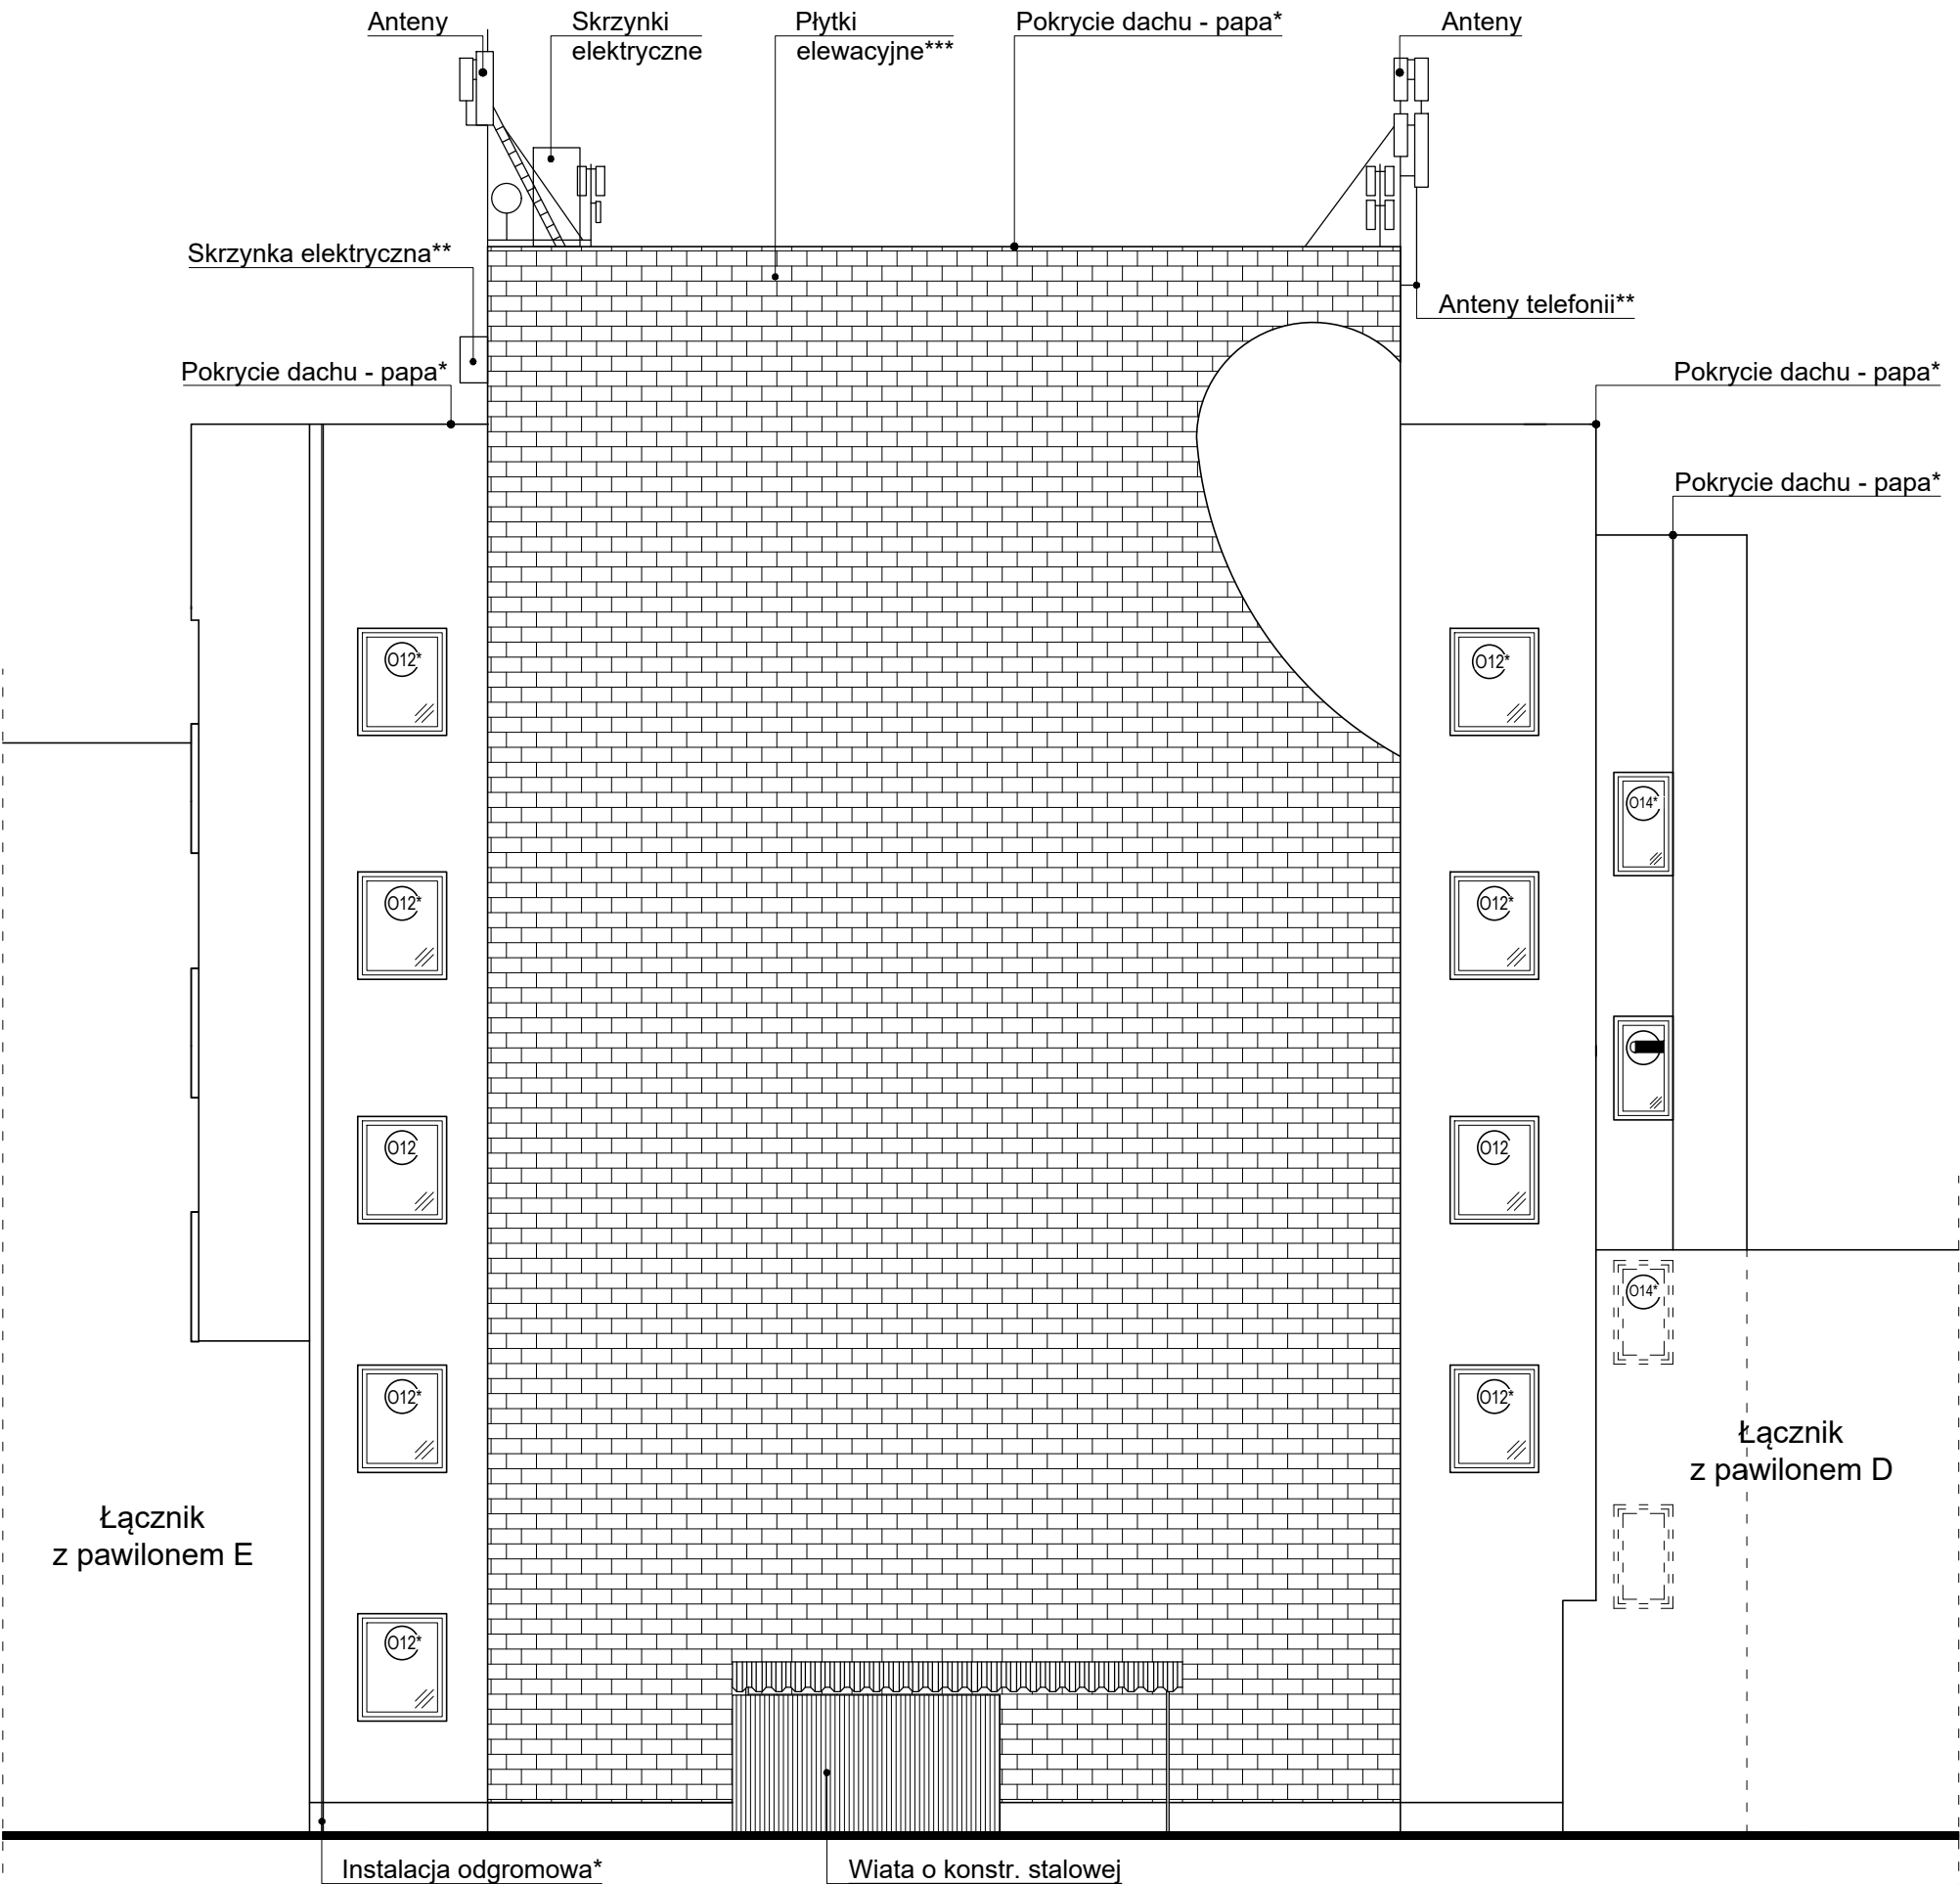 Anteny
Skrzynki
elektryczne
Płytki
elewacyjne***
Pokrycie dachu - papa*
Anteny
Skrzynka elektryczna**
Anteny telefonii**
Pokrycie dachu - papa*
Pokrycie dachu - papa*
Pokrycie dachu - papa*
O12*
O12*
O14*
O12*
O12*
O12
O12
O14*
O12*
O12*
Łącznik
z pawilonem D
Łącznik
z pawilonem E
O12*
Instalacja odgromowa*
Wiata o konstr. stalowej